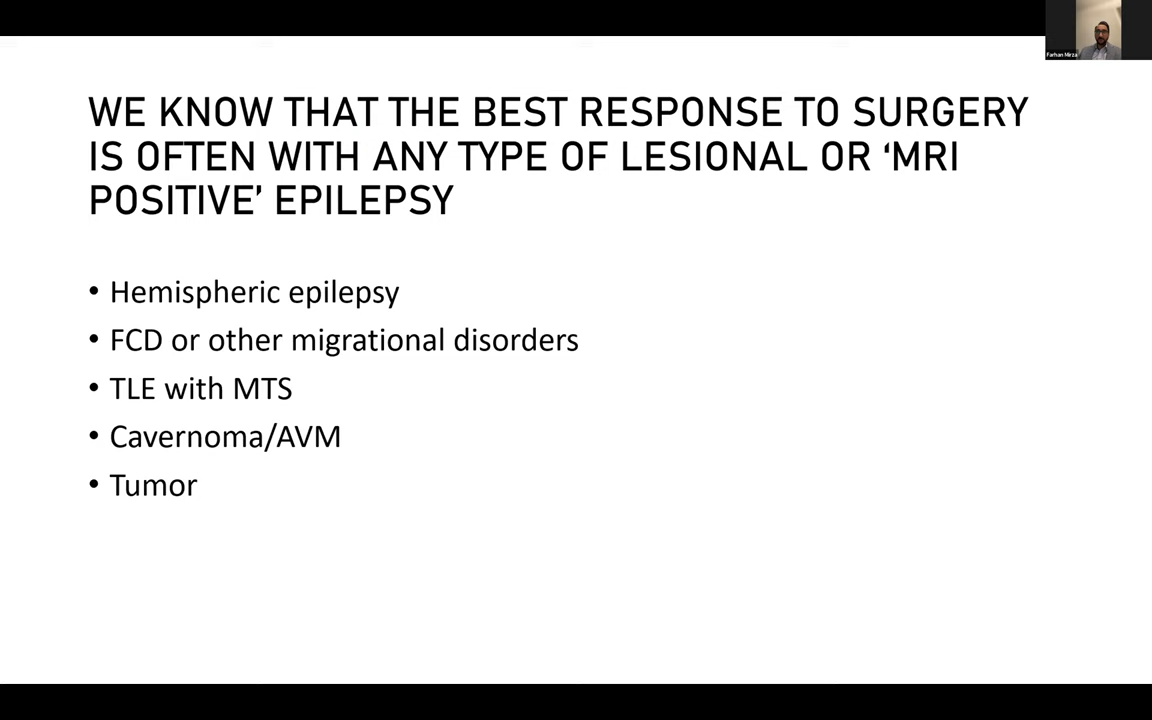 Farhan Mirza
WE KNOW THAT THE BEST RESPONSE TO SURGERY
IS OFTEN WITH ANY TYPE OF LESIONAL OR ‘MRI
POSITIVE’ EPILEPSY
• Hemispheric epilepsy
• FCD or other migrational disorders
• TLE with MTS
• Cavernoma/AVM
• Tumor